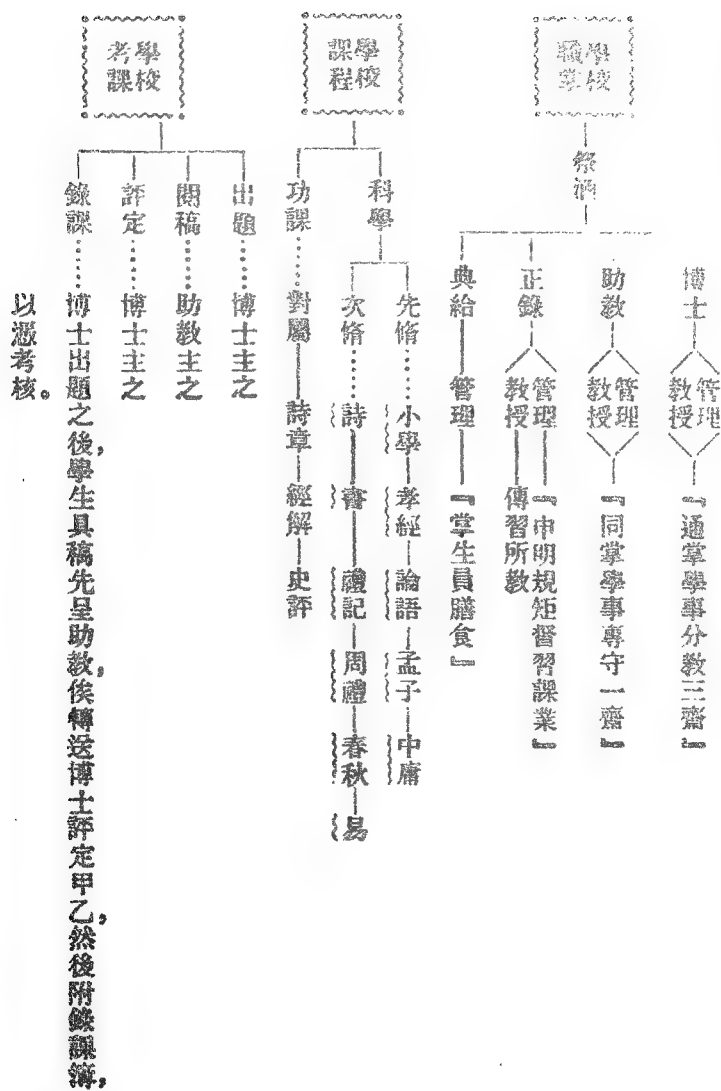 學校職掌
祭酒
博士
管理
教授
『通掌學事分教三齋』
助教
管理
教授
『同掌學事專守一齋』
正錄
管理
『申明規矩督習課業』
教授
傳習所教
典給
管理
『掌生員膳食』
學校課程
科學
先脩……小學—孝經—論語—孟子—中庸
次脩……詩—書—禮記—周禮—春秋—易
功課……對屬—詩章—經解—史評
學校考課
出題……博士主之
閱稿……助教主之
評定……博士主之
錄課……博士出題之後,學生具稿先呈助教,俟轉送博士評定甲乙,然後附錄課簿,
以憑考核。